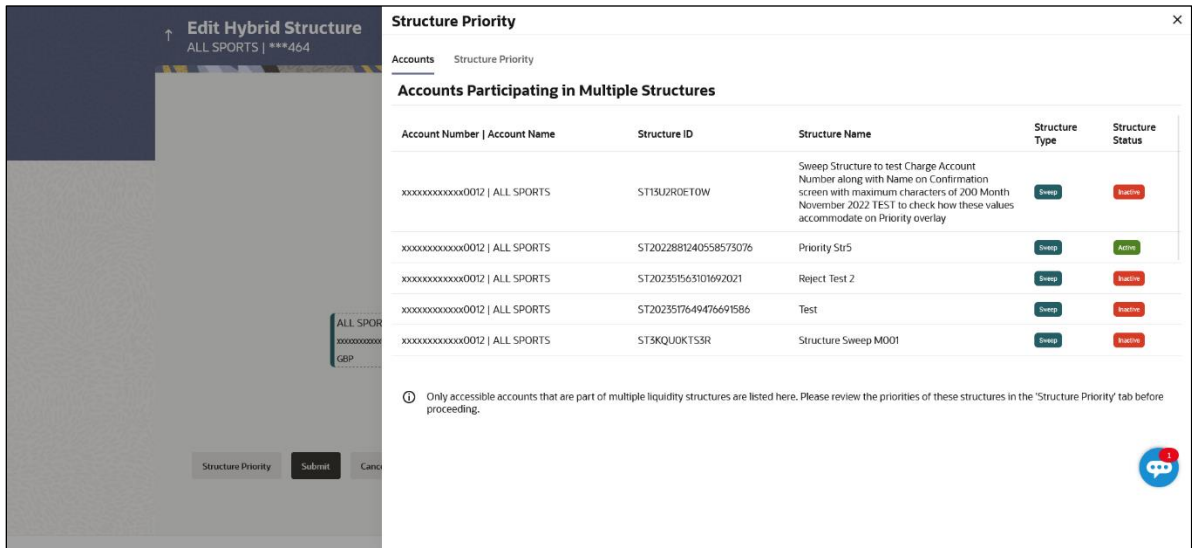 Edit Hybrid Structure
ALL SPORTS | ***464
ALL SPOR
xxxxxxxxxxx
GBP
Structure Priority
Submit
Canc
Structure Priority
Accounts
Structure Priority
Accounts Participating in Multiple Structures
Account Number | Account Name
Structure ID
Structure Name
Structure
Type
Structure
Status
xxxxxxxxxxxx0012 | ALL SPORTS
ST13U2R0ET0W
Sweep Structure to test Charge Account
Number along with Name on Confirmation
screen with maximum characters of 200 Month
November 2022 TEST to check how these values
accommodate on Priority overlay
Sweep
Inactive
xxxxxxxxxxxx0012 | ALL SPORTS
ST2022881240558573076
Priority Str5
Sweep
Active
xxxxxxxxxxxx0012 | ALL SPORTS
ST202351563101692021
Reject Test 2
Sweep
Inactive
xxxxxxxxxxxx0012 | ALL SPORTS
ST2023517649476691586
Test
Sweep
Inactive
xxxxxxxxxxxx0012 | ALL SPORTS
ST3KQU0KTS3R
Structure Sweep M001
Sweep
Inactive
Only accessible accounts that are part of multiple liquidity structures are listed here. Please review the priorities of these structures in the 'Structure Priority' tab before
proceeding.
1